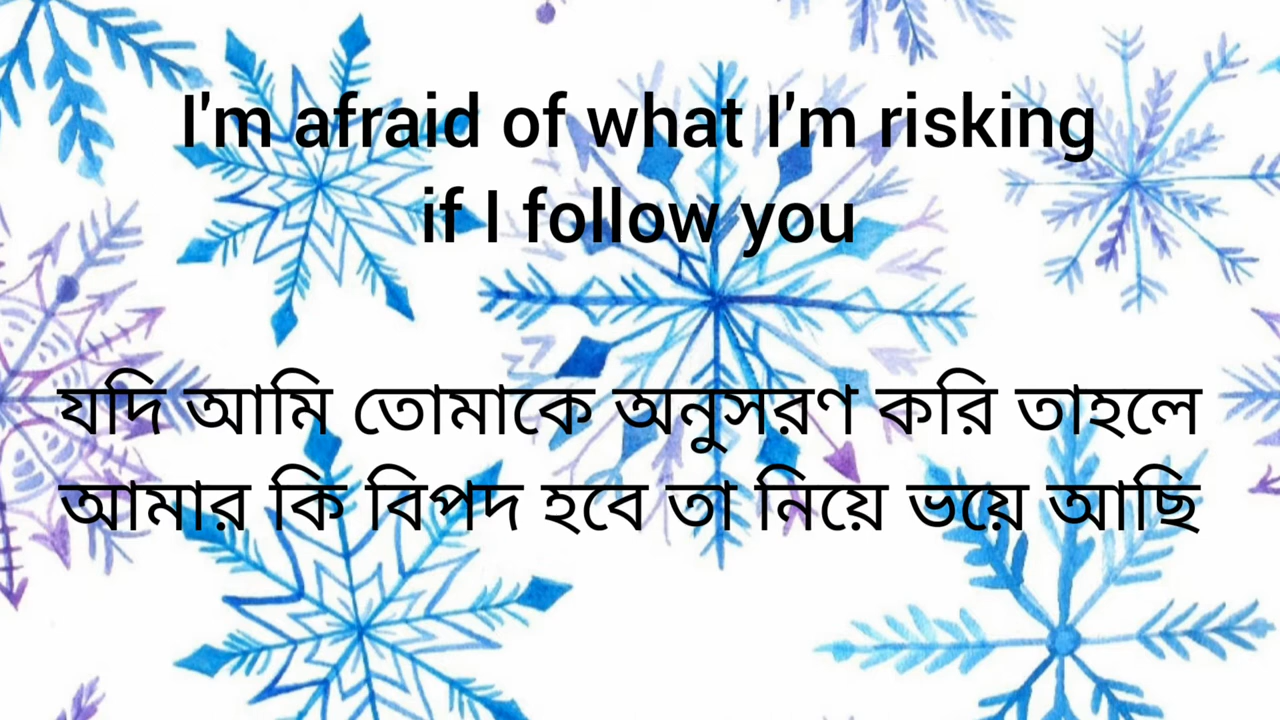 I'm afraid of what I'm risking
if I follow you
যদি আমি তোমাকে অনুসরণ করি তাহলে
আমার কি বিপদ হবে তা নিয়ে ভয়ে আছি